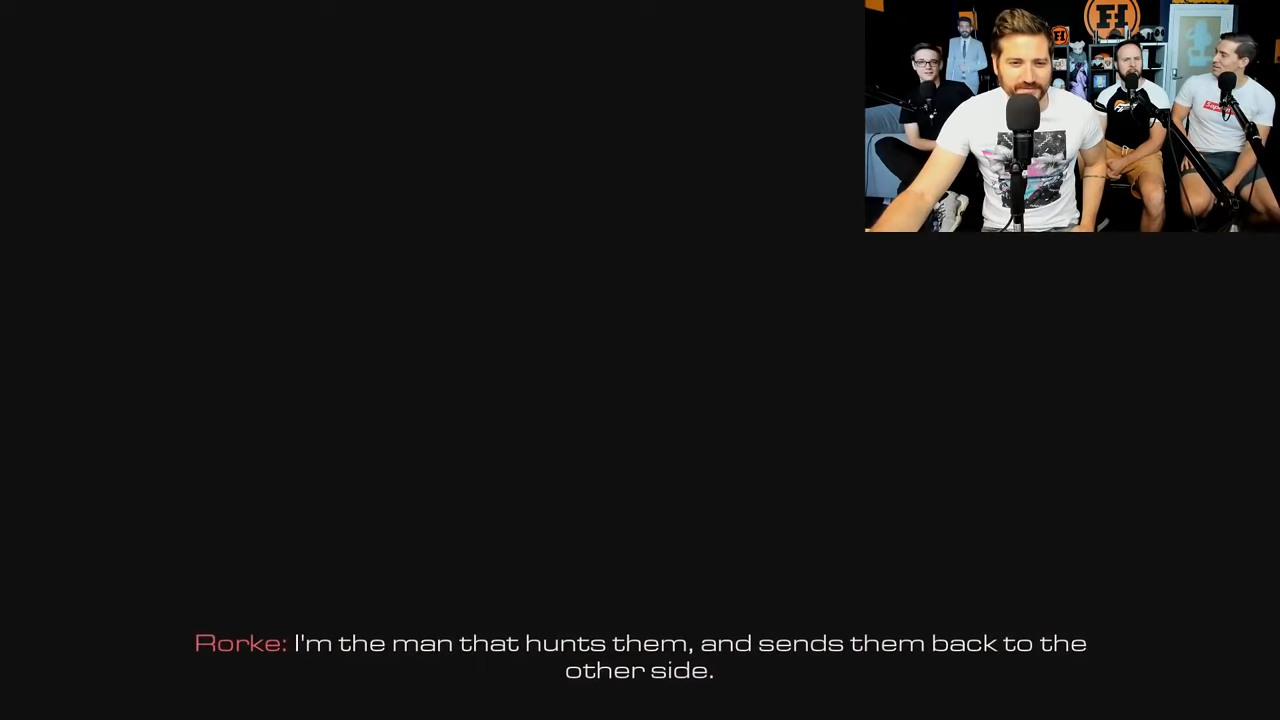 Rorke: I'm the man that hunts them, and sends them back to the
other side.